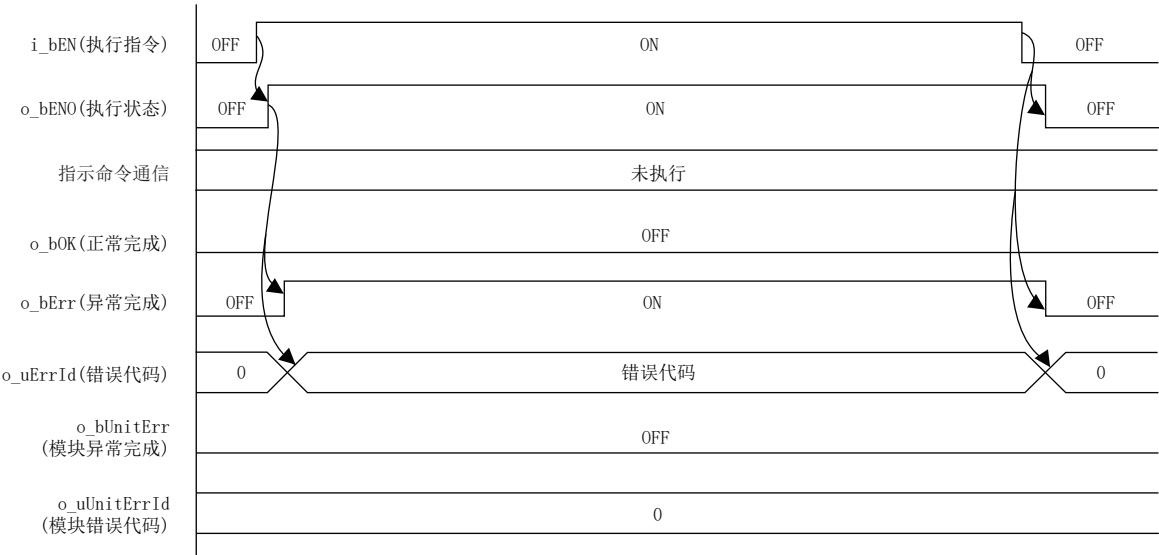 i_bEN(执行指令) OFF ON OFF
o_bENO(执行状态) OFF ON OFF
指示命令通信 未执行
o_bOK(正常完成) OFF
o_bErr(异常完成) OFF ON OFF
o_uErrId(错误代码) 0 错误代码 0
o_bUnitErr
(模块异常完成) OFF
o_uUnitErrId
(模块错误代码) 0